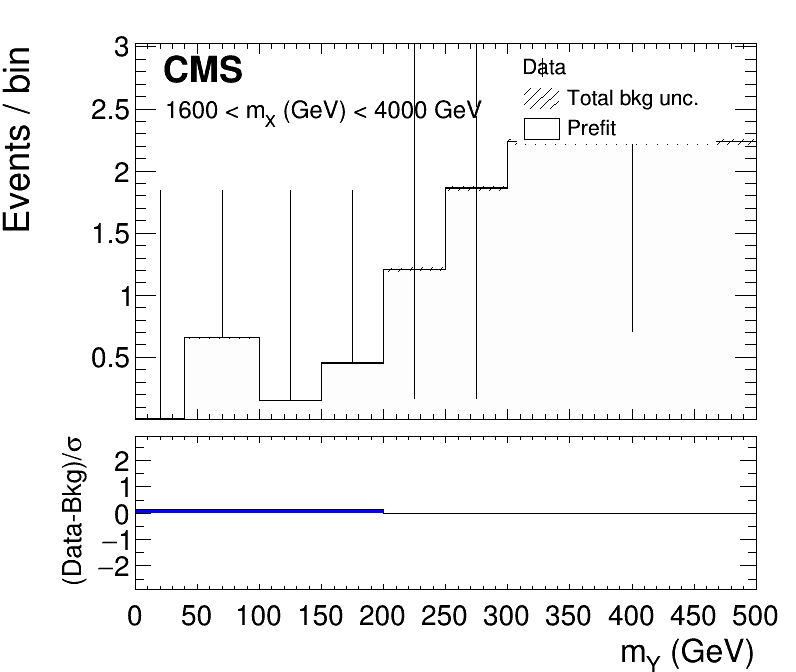 CMS
1600 < mX (GeV) < 4000 GeV
Data
Total bkg unc.
Prefit
Events / bin
3
2.5
2
1.5
1
0.5
(Data-Bkg)/σ
2
1
0
−1
−2
0 50 100 150 200 250 300 350 400 450 500
mY (GeV)